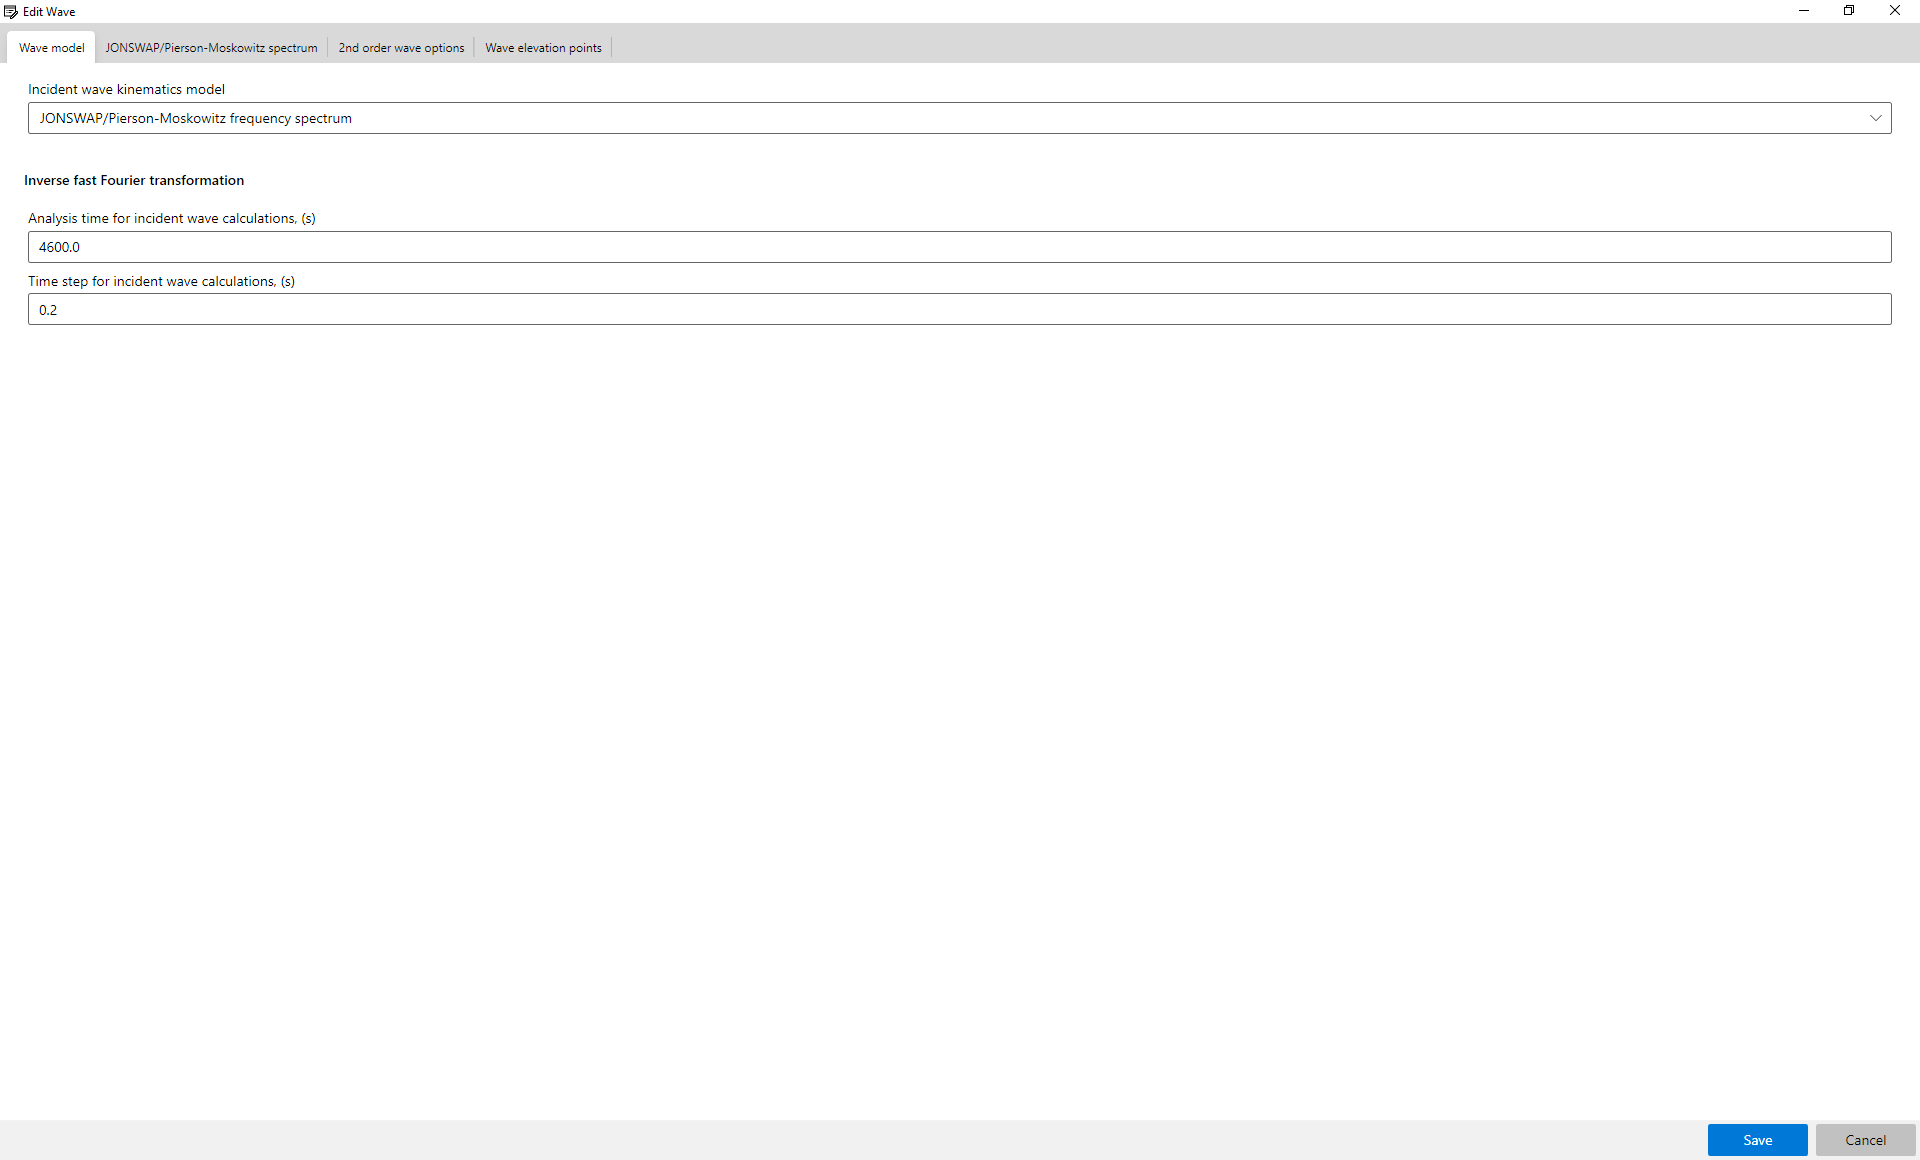 Edit Wave
Wave model
JONSWAP/Pierson-Moskowitz spectrum
2nd order wave options
Wave elevation points
Incident wave kinematics model
JONSWAP/Pierson-Moskowitz frequency spectrum
Inverse fast Fourier transformation
Analysis time for incident wave calculations, (s)
4600.0
Time step for incident wave calculations, (s)
0.2
Save
Cancel